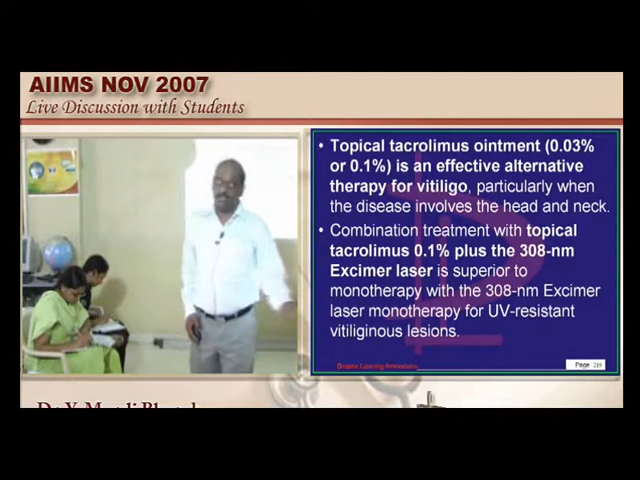 AIIMS NOV 2007
Live Discussion with Students
• Topical tacrolimus ointment (0.03%
or 0.1%) is an effective alternative
therapy for vitiligo, particularly when
the disease involves the head and neck.
• Combination treatment with topical
tacrolimus 0.1% plus the 308-nm
Excimer laser is superior to
monotherapy with the 308-nm Excimer
laser monotherapy for UV-resistant
vitiliginous lesions.
Page 219